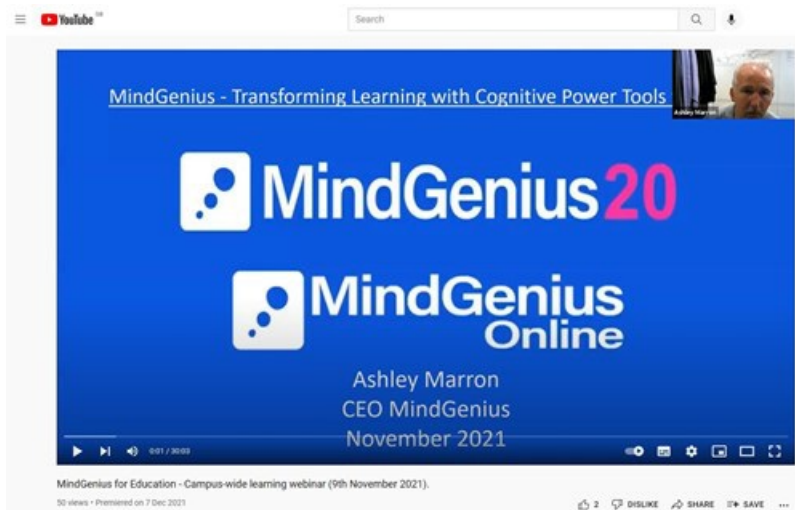 YouTube GB
Search
MindGenius - Transforming Learning with Cognitive Power Tools
Ashley Marron
MindGenius20
MindGenius
Online
Ashley Marron
CEO MindGenius
November 2021
0:01 / 30:03
MindGenius for Education - Campus-wide learning webinar (9th November 2021).
50 views • Premiered on 7 Dec 2021
2 DISLIKE SHARE SAVE